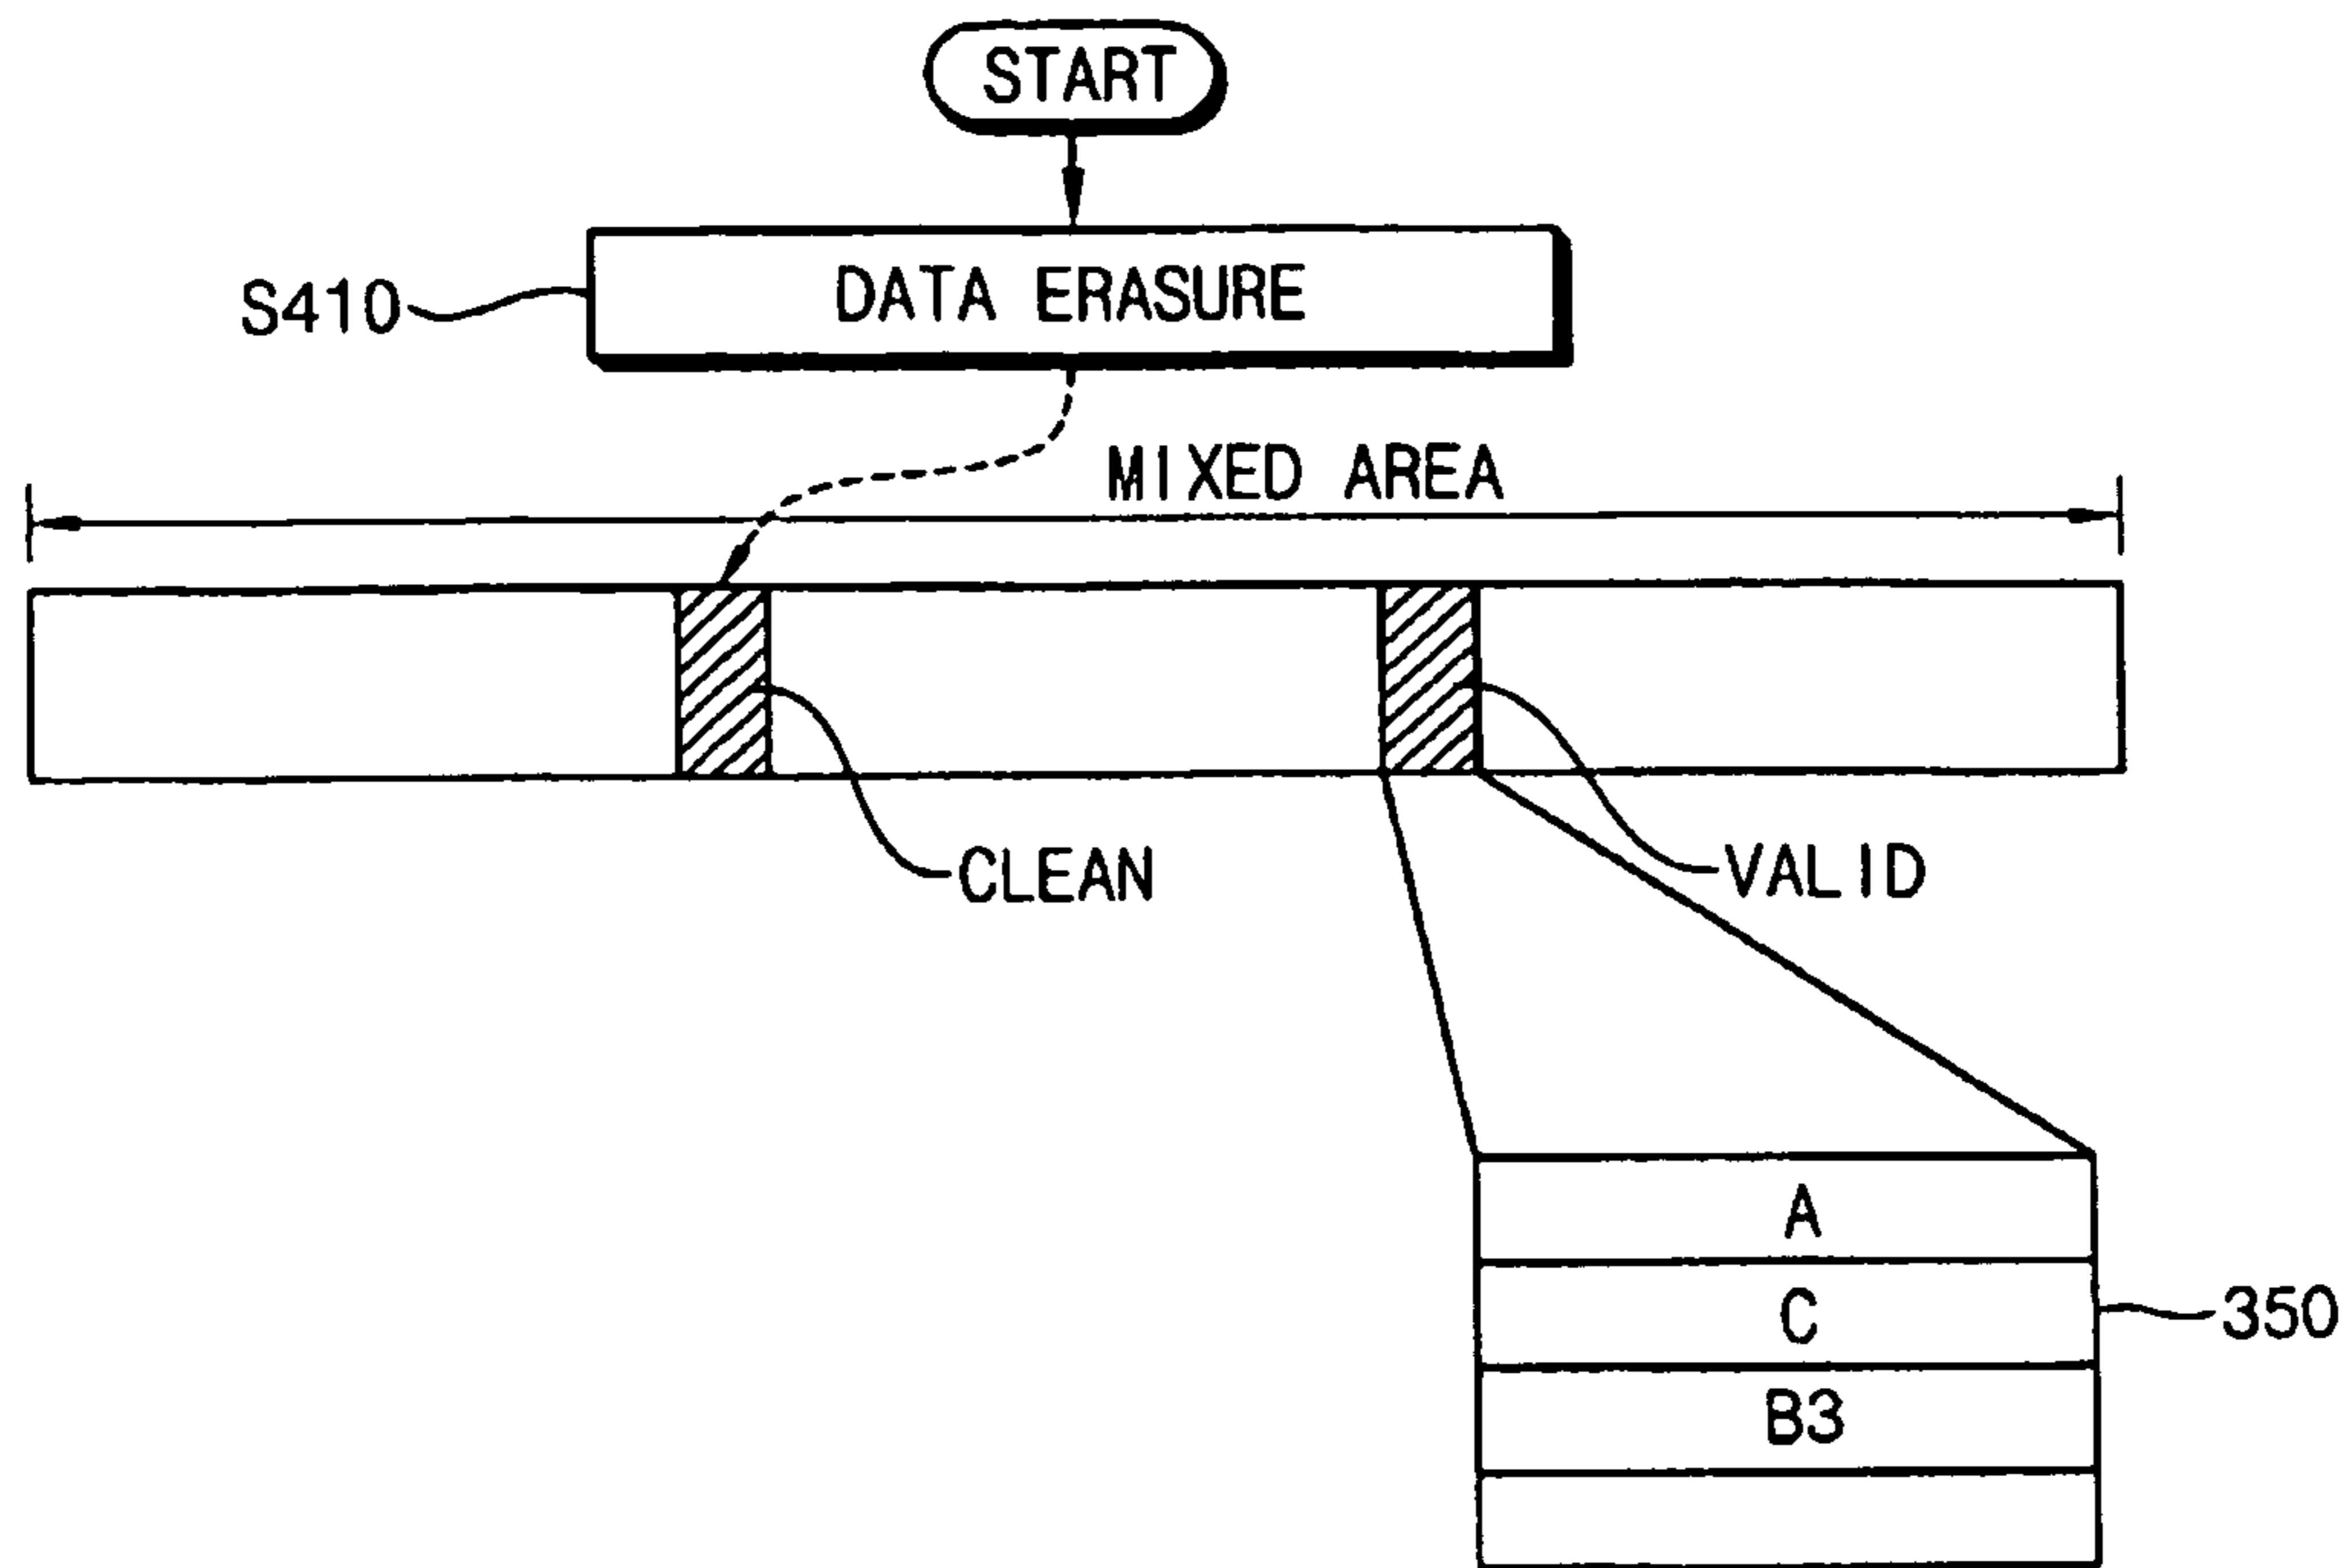 START
S410
DATA ERASURE
MIXED AREA
CLEAN
VALID
A
C
350
B3